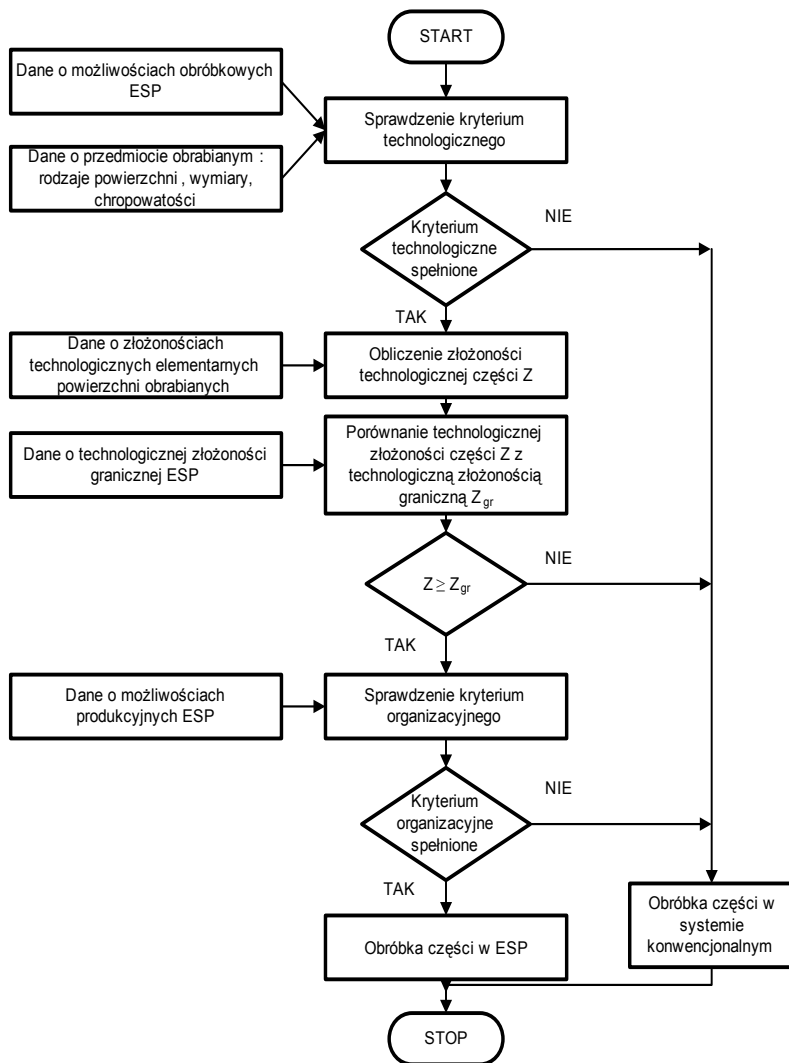 START
Dane o możliwościach obróbkowych
ESP
Sprawdzenie kryterium
technologicznego
Dane o przedmiocie obrabianym :
rodzaje powierzchni , wymiary,
chropowatości
Kryterium
technologiczne
spełnione
NIE
TAK
Dane o złożonościach
technologicznych elementarnych
powierzchni obrabianych
Obliczenie złożoności
technologicznej części Z
Dane o technologicznej złożoności
granicznej ESP
Porównanie technologicznej
złożoności części Z z
technologiczną złożonością
graniczną Zgr
Z ≥ Zgr
NIE
TAK
Dane o możliwościach
produkcyjnych ESP
Sprawdzenie kryterium
organizacyjnego
Kryterium
organizacyjne
spełnione
NIE
TAK
Obróbka części w ESP
Obróbka części w
systemie
konwencjonalnym
STOP